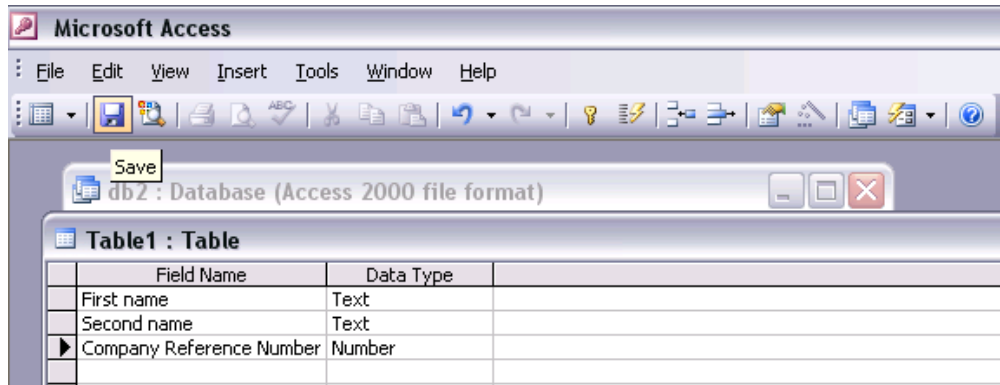 Microsoft Access
File Edit View Insert Tools Window Help
ABC
Save
db2 : Database (Access 2000 file format)
Table1 : Table
Field Name Data Type
First name Text
Second name Text
Company Reference Number Number